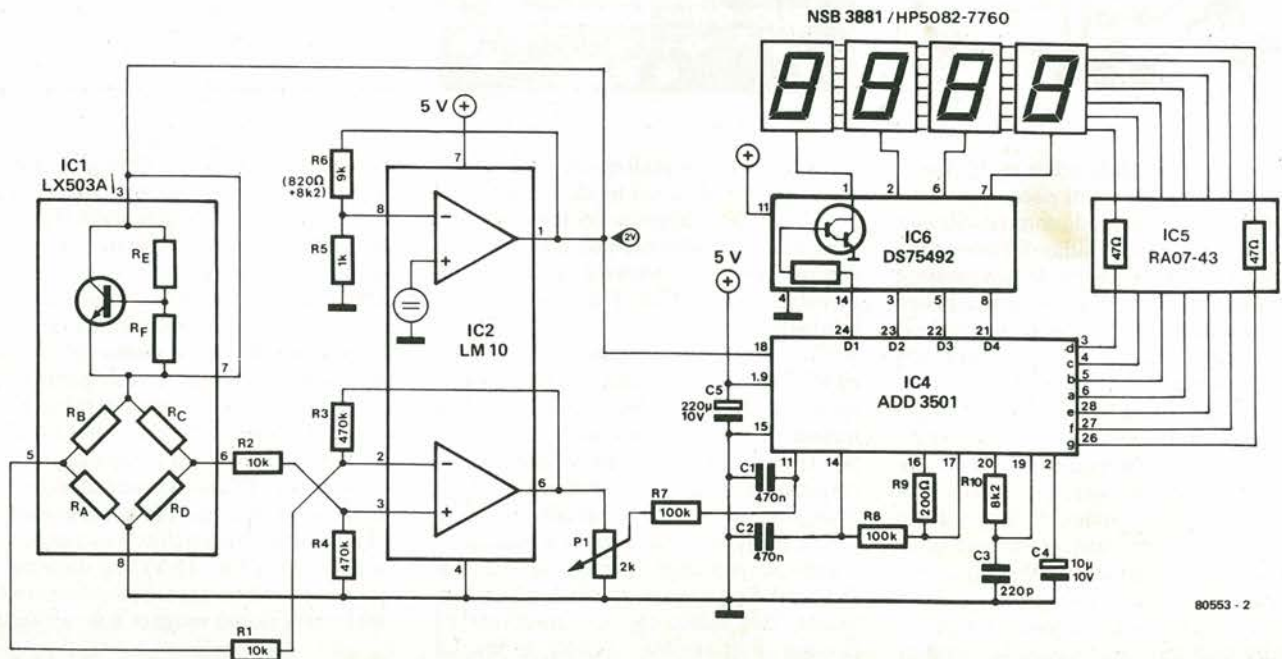 NSB 3881 / HP5082-7760
5 V
IC1
LX503A
3
R6
(820Ω
+8k2)
9k
7
8
R5
1k
1
2V
RE
RF
7
IC2
LM 10
5
RB
RC
RA
RD
6
8
R2
10k
R3
470k
2
3
R4
470k
6
4
P1
2k
R7
100k
R1
10k
11
1
2
6
7
IC6
DS75492
4
14
3
5
8
47Ω
IC5
RA07-43
47Ω
5 V
24
23
22
21
D1
D2
D3
D4
18
1.9
15
IC4
ADD 3501
d
c
b
a
e
f
g
3
4
5
6
28
27
26
C5
220µ
10V
11
14
16
17
20
19
2
C1
470n
C2
470n
R8
100k
R9
200Ω
R10
8k2
C3
220p
C4
10µ
10V
80553 - 2